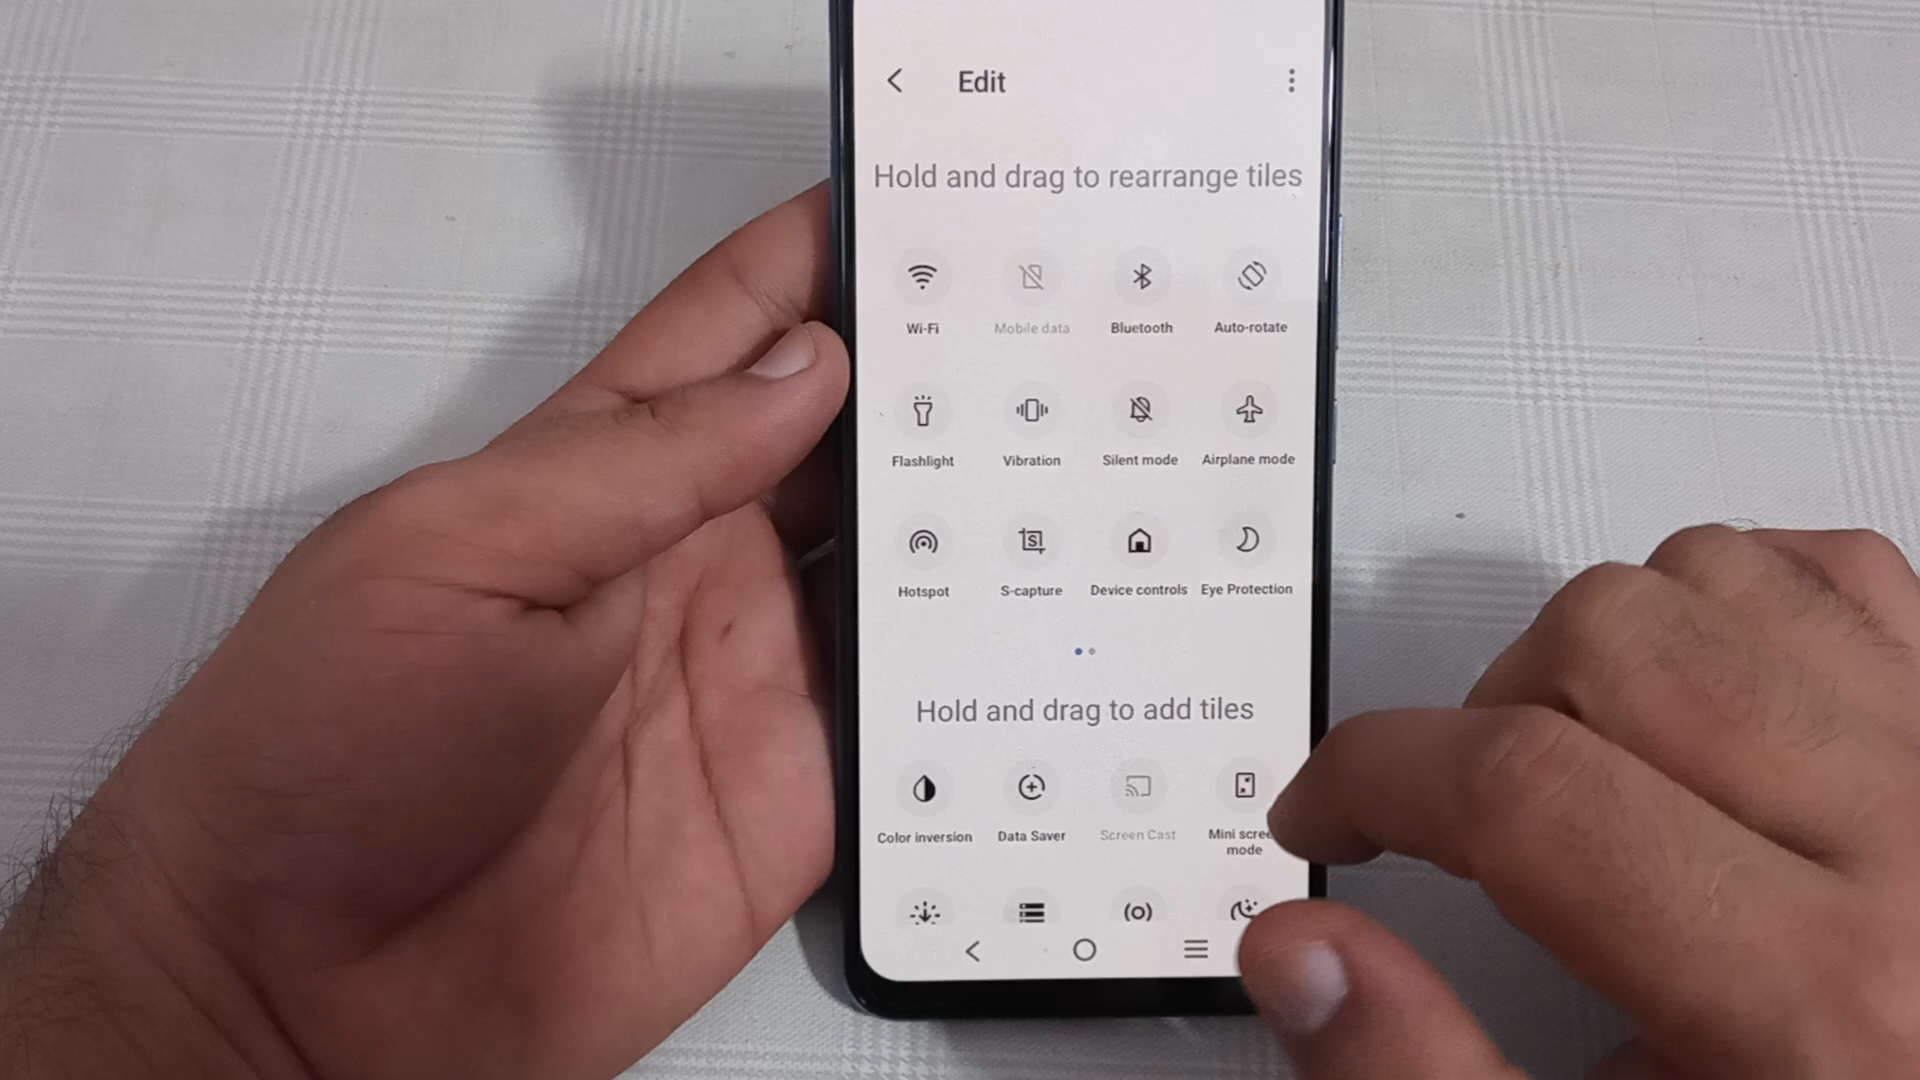 Edit
Hold and drag to rearrange tiles
Wi-Fi
Mobile data
Bluetooth
Auto-rotate
Flashlight
Vibration
Silent mode
Airplane mode
Hotspot
S-capture
Device controls
Eye Protection
Hold and drag to add tiles
Color inversion
Data Saver
Screen Cast
Mini scree
mode